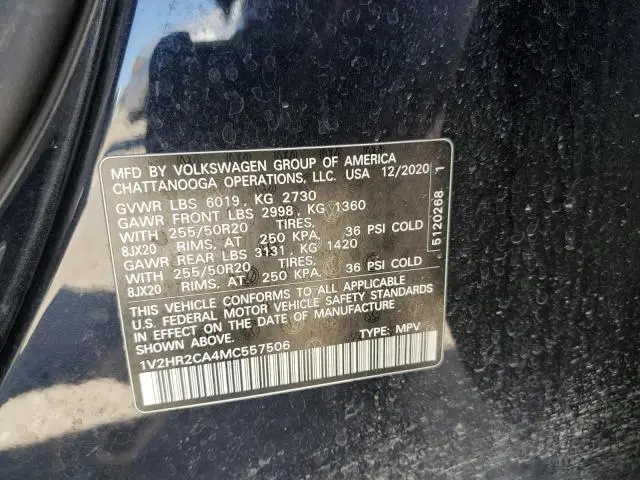 MFD BY VOLKSWAGEN GROUP OF AMERICA
CHATTANOOGA OPERATIONS, LLC. USA 12/2020
GVWR LBS 6019, KG 2730
GAWR FRONT LBS 2998, KG 1360
WITH 255/50R20 TIRES.
8JX20 RIMS. AT 250 KPA, 36 PSI COLD
GAWR REAR LBS 3131, KG 1420
WITH 255/50R20 TIRES.
8JX20 RIMS, AT 250 KPA. 36 PSI COLD
THIS VEHICLE CONFORMS TO ALL APPLICABLE
U.S. FEDERAL MOTOR VEHICLE SAFETY STANDARDS
IN EFFECT ON THE DATE OF MANUFACTURE
SHOWN ABOVE.
1V2HR2CA4MC557506 TYPE: MPV
5120268 1